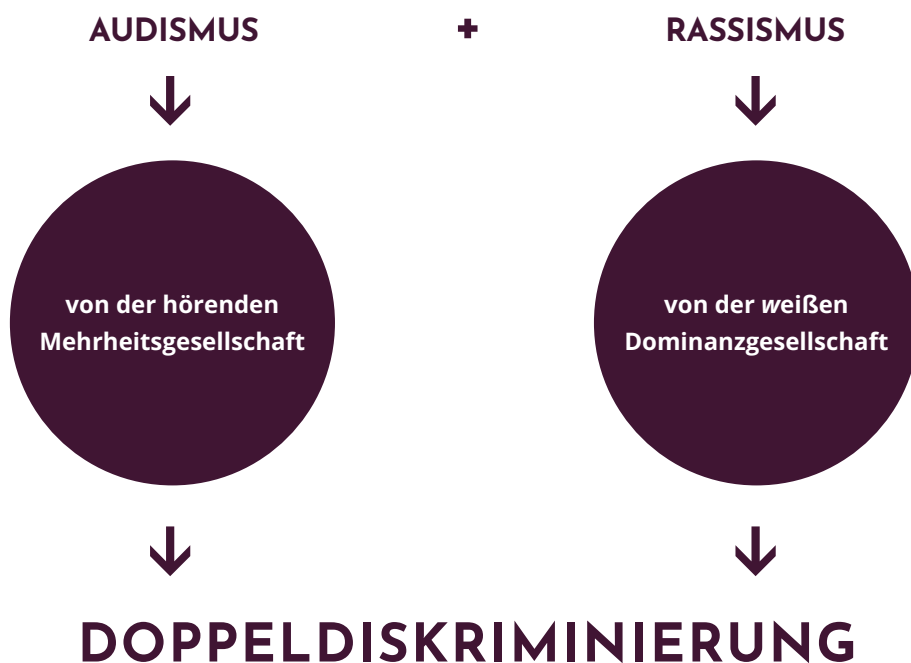 AUDISMUS + RASSISMUS
von der hörenden
Mehrheitsgesellschaft
von der weißen
Dominanzgesellschaft
DOPPELDISKRIMINIERUNG